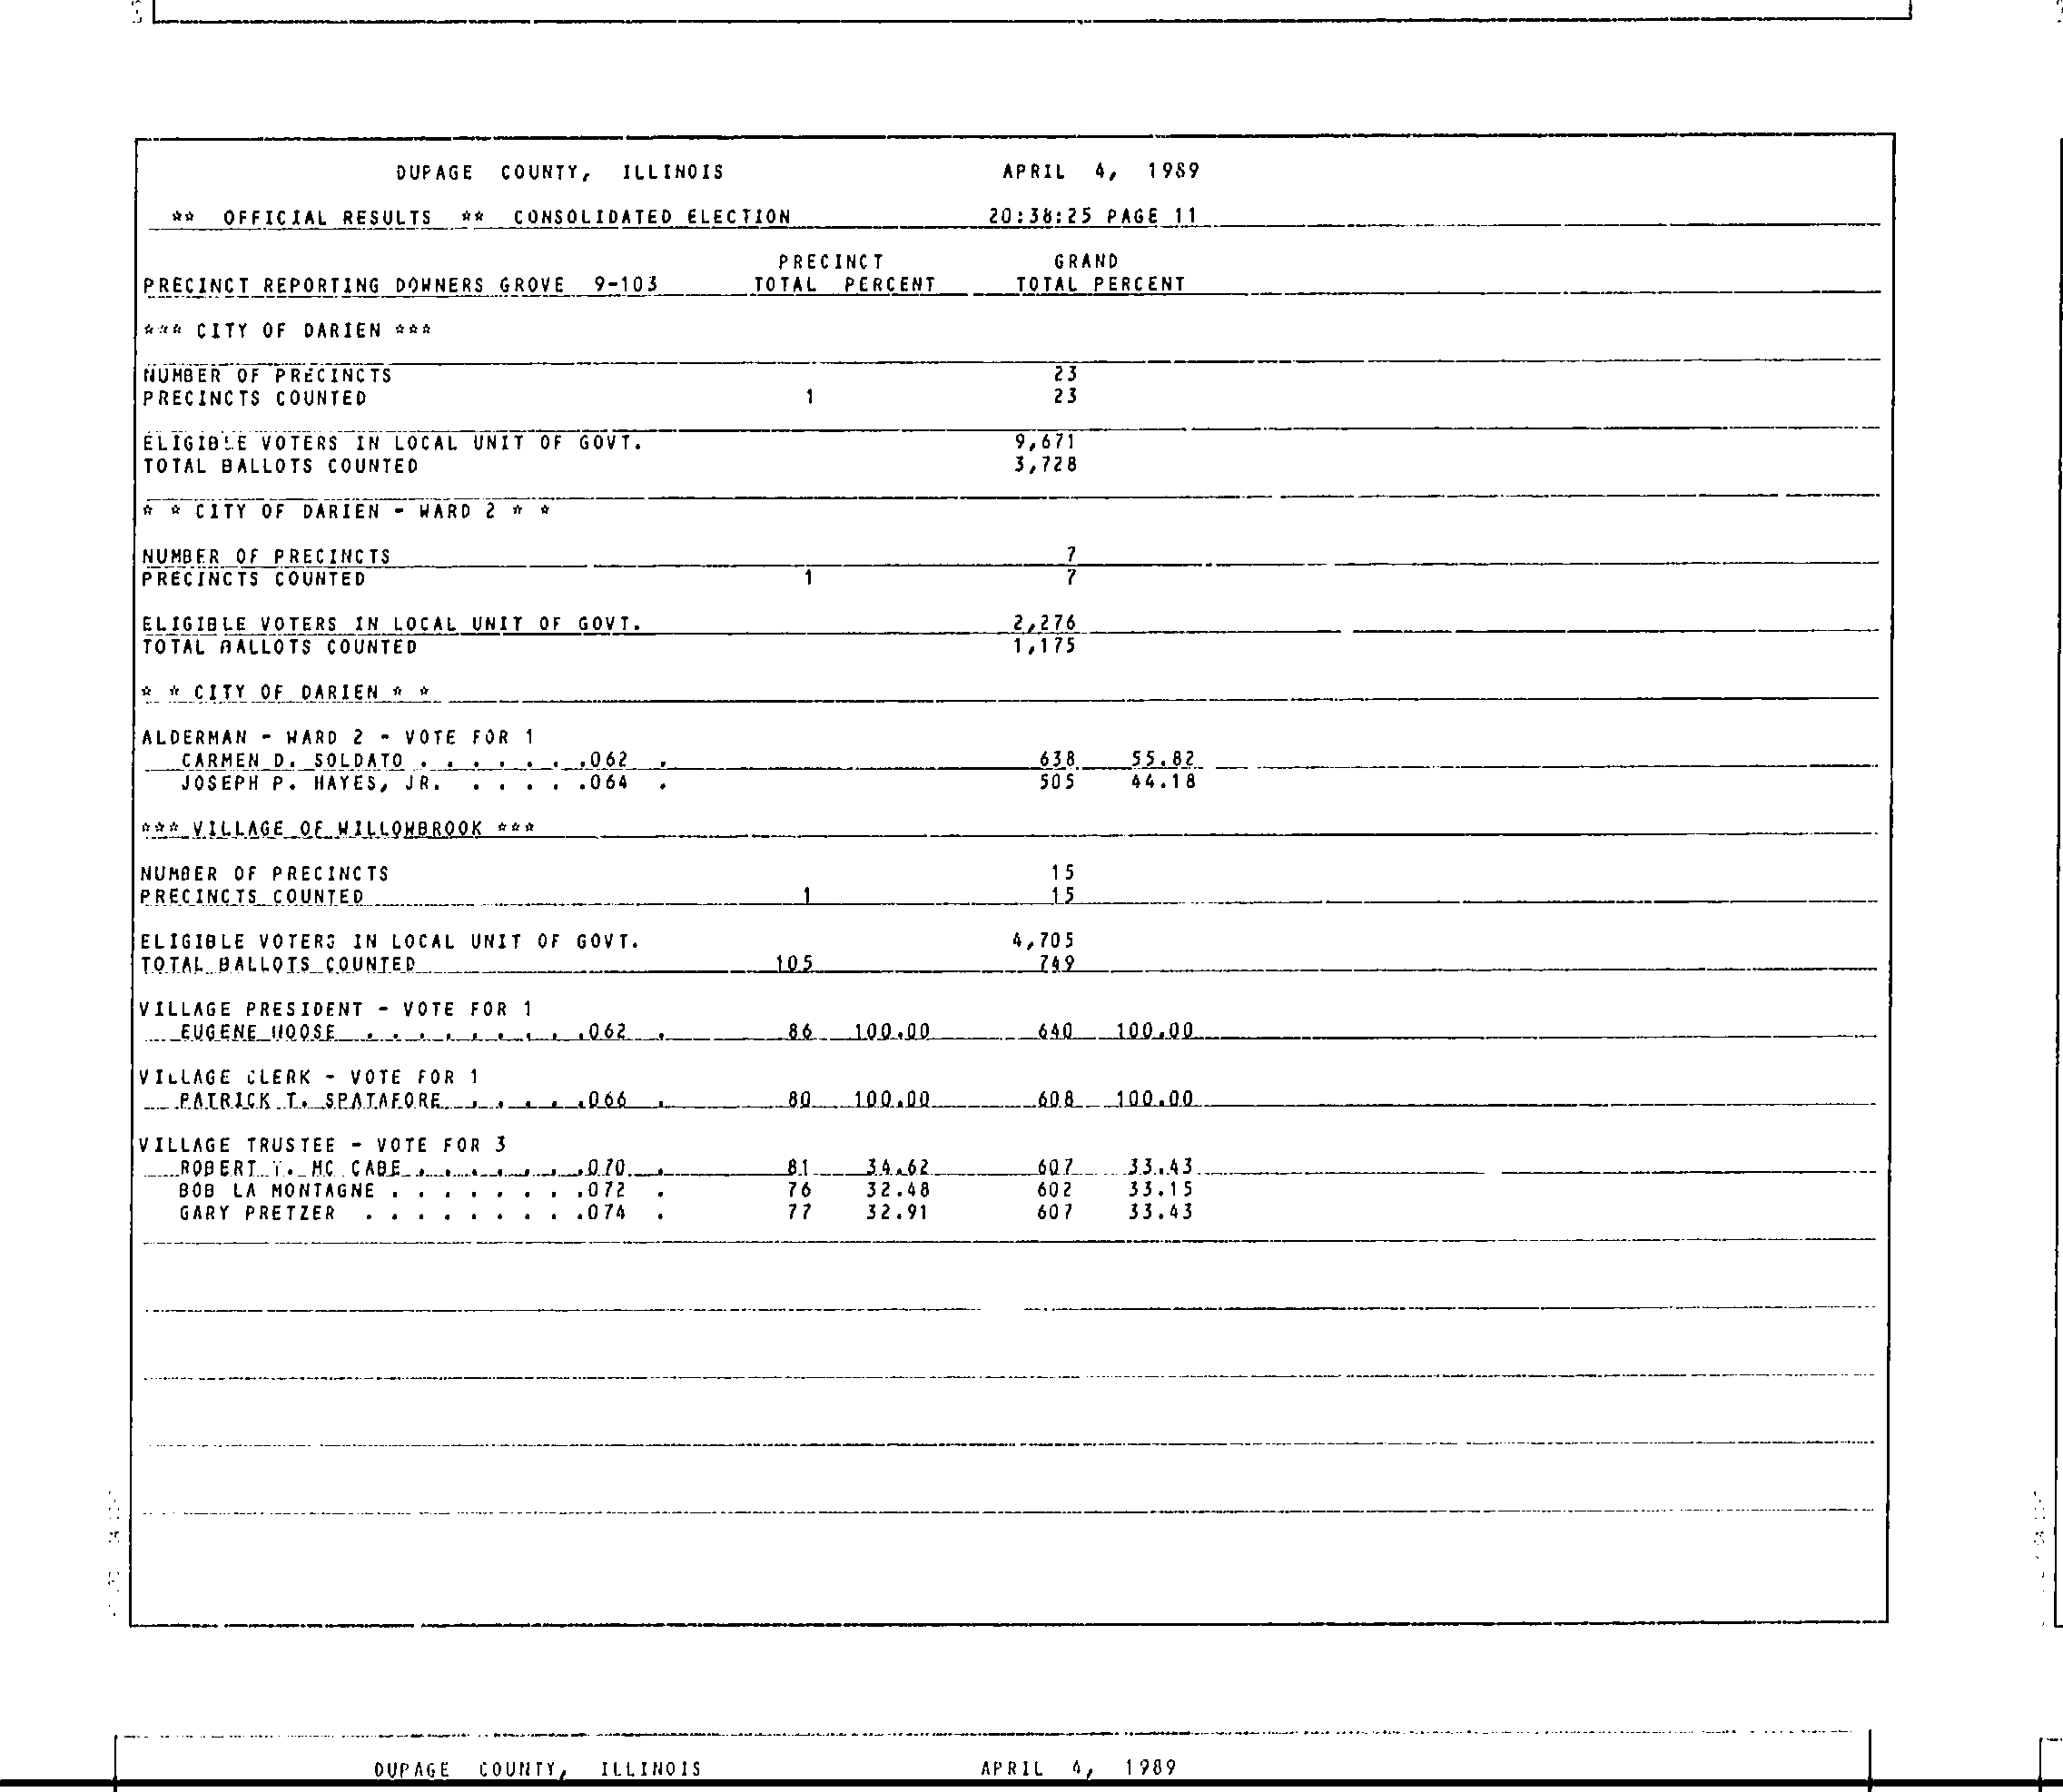 DUPAGE COUNTY, ILLINOIS APRIL 4, 1989
** OFFICIAL RESULTS ** CONSOLIDATED ELECTION 20:38:25 PAGE 11
PRECINCT GRAND
PRECINCT REPORTING DOWNERS GROVE 9-103 TOTAL PERCENT TOTAL PERCENT
*** CITY OF DARIEN ***
NUMBER OF PRECINCTS 23
PRECINCTS COUNTED 1 23
ELIGIBLE VOTERS IN LOCAL UNIT OF GOVT. 9,671
TOTAL BALLOTS COUNTED 3,728
* * CITY OF DARIEN - WARD 2 * *
NUMBER OF PRECINCTS 7
PRECINCTS COUNTED 1 7
ELIGIBLE VOTERS IN LOCAL UNIT OF GOVT. 2,276
TOTAL BALLOTS COUNTED 1,175
* * CITY OF DARIEN * *
ALDERMAN - WARD 2 - VOTE FOR 1
CARMEN D. SOLDATO . . . . . . .062 . 638 55.82
JOSEPH P. HAYES, JR. . . . . .064 . 505 44.18
*** VILLAGE OF WILLOWBROOK ***
NUMBER OF PRECINCTS 15
PRECINCTS COUNTED 1 15
ELIGIBLE VOTERS IN LOCAL UNIT OF GOVT. 4,705
TOTAL BALLOTS COUNTED 105 749
VILLAGE PRESIDENT - VOTE FOR 1
EUGENE NOOSE . . . . . . . . .062 . 86 100.00 640 100.00
VILLAGE CLERK - VOTE FOR 1
PATRICK T. SPATAFORE . . . . .066 . 80 100.00 608 100.00
VILLAGE TRUSTEE - VOTE FOR 3
ROBERT MC CABE . . . . . . .070 . 81 34.62 607 33.43
BOB LA MONTAGNE . . . . . . . .072 . 76 32.48 602 33.15
GARY PRETZER . . . . . . . . .074 . 77 32.91 607 33.43
DUPAGE COUNTY, ILLINOIS APRIL 4, 1989